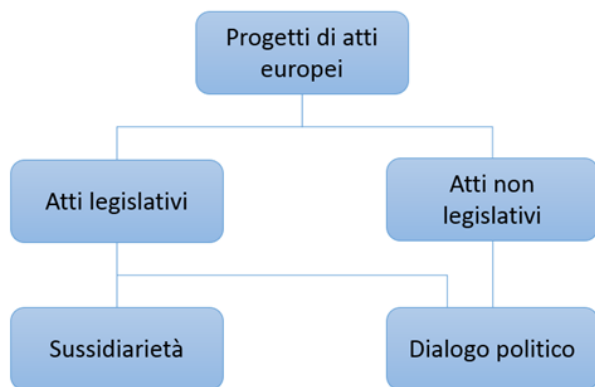 Progetti di atti
europei
Atti legislativi
Atti non
legislativi
Sussidiarietà
Dialogo politico